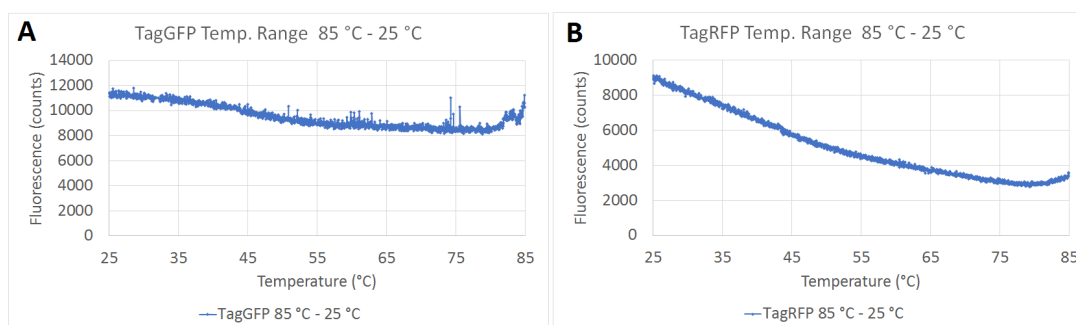 A
TagGFP Temp. Range 85 °C - 25 °C
Fluorescence (counts)
14000
12000
10000
8000
6000
4000
2000
0
25 35 45 55 65 75 85
Temperature (°C)
TagGFP 85 °C - 25 °C
B
TagRFP Temp. Range 85 °C - 25 °C
Fluorescence (counts)
10000
8000
6000
4000
2000
0
25 35 45 55 65 75 85
Temperature (°C)
TagRFP 85 °C - 25 °C